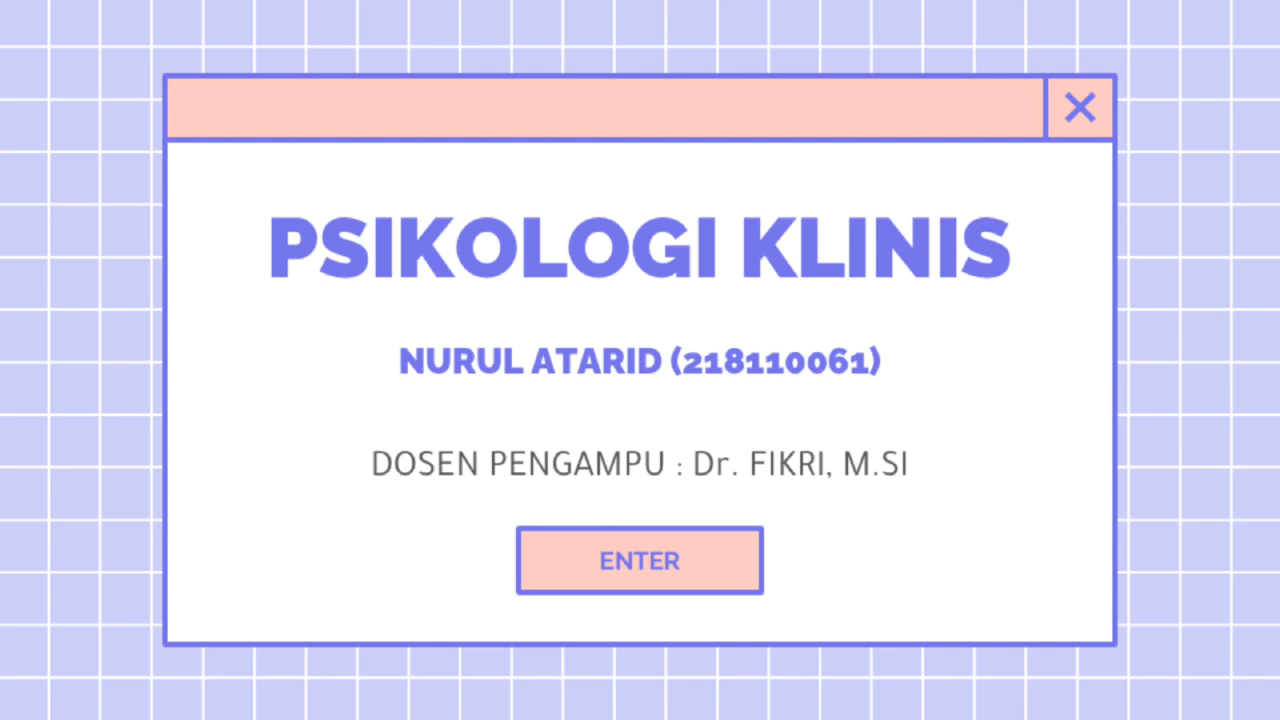 PSIKOLOGI KLINIS
NURUL ATARID (218110061)
DOSEN PENGAMPU : Dr. FIKRI, M.SI
ENTER